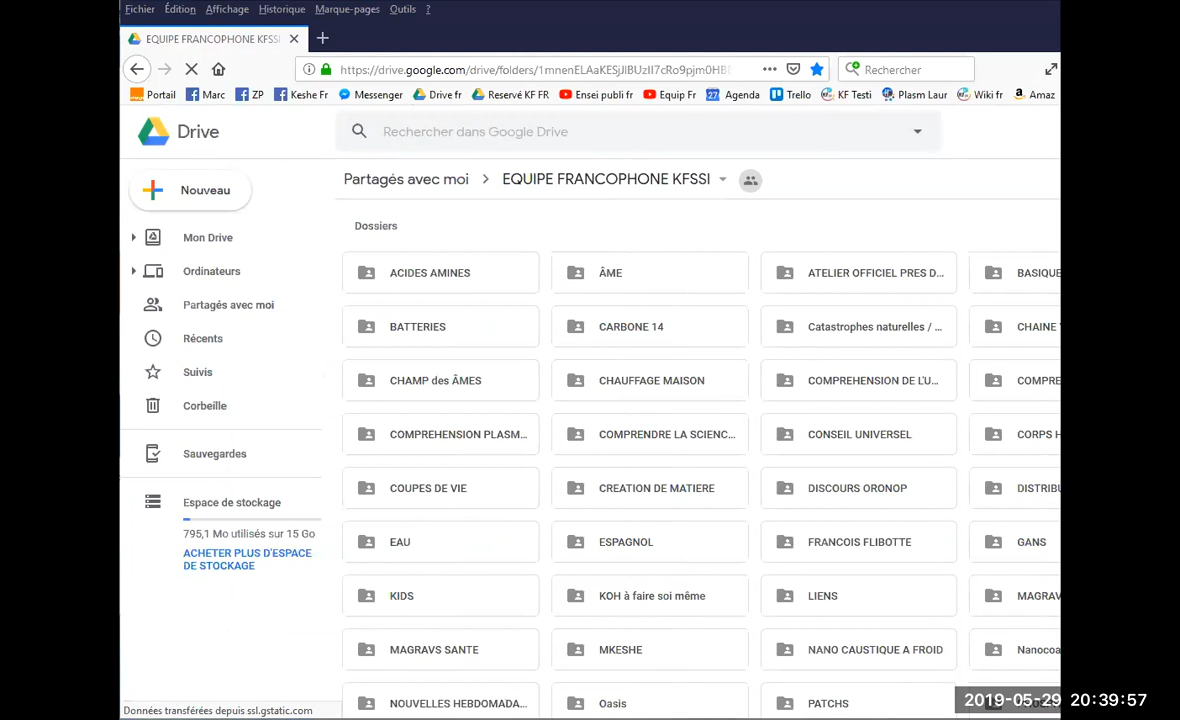 Fichier Édition Affichage Historique Marque-pages Outils ?
EQUIPE FRANCOPHONE KFSSI
https://drive.google.com/drive/folders/1mnenELAaKESjJlBUzII7cRo9pjm0HB
Rechercher
Portail Marc ZP Keshe Fr Messenger Drive fr Reservé KF FR Ensei publi fr Equip Fr Agenda Trello KF Testi Plasm Laur Wiki fr Amaz
Drive
Rechercher dans Google Drive
Nouveau
Partagés avec moi > EQUIPE FRANCOPHONE KFSSI
Mon Drive
Ordinateurs
Partagés avec moi
Récents
Suivis
Corbeille
Sauvegardes
Espace de stockage
795,1 Mo utilisés sur 15 Go
ACHETER PLUS D'ESPACE
DE STOCKAGE
Dossiers
ACIDES AMINES ÂME ATELIER OFFICIEL PRES D... BASIQUE
BATTERIES CARBONE 14 Catastrophes naturelles / ... CHAINE
CHAMP des ÂMES CHAUFFAGE MAISON COMPREHENSION DE L'U... COMPRE
COMPREHENSION PLASM... COMPRENDRE LA SCIENC... CONSEIL UNIVERSEL CORPS H
COUPES DE VIE CREATION DE MATIERE DISCOURS ORONOP DISTRIBU
EAU ESPAGNOL FRANCOIS FLIBOTTE GANS
KIDS KOH à faire soi même LIENS MAGRAV
MAGRAVS SANTE MKESHE NANO CAUSTIQUE A FROID Nanocoa
NOUVELLES HEBDOMADA... Oasis PATCHS
Données transférées depuis ssl.gstatic.com
2019-05-29 20:39:57